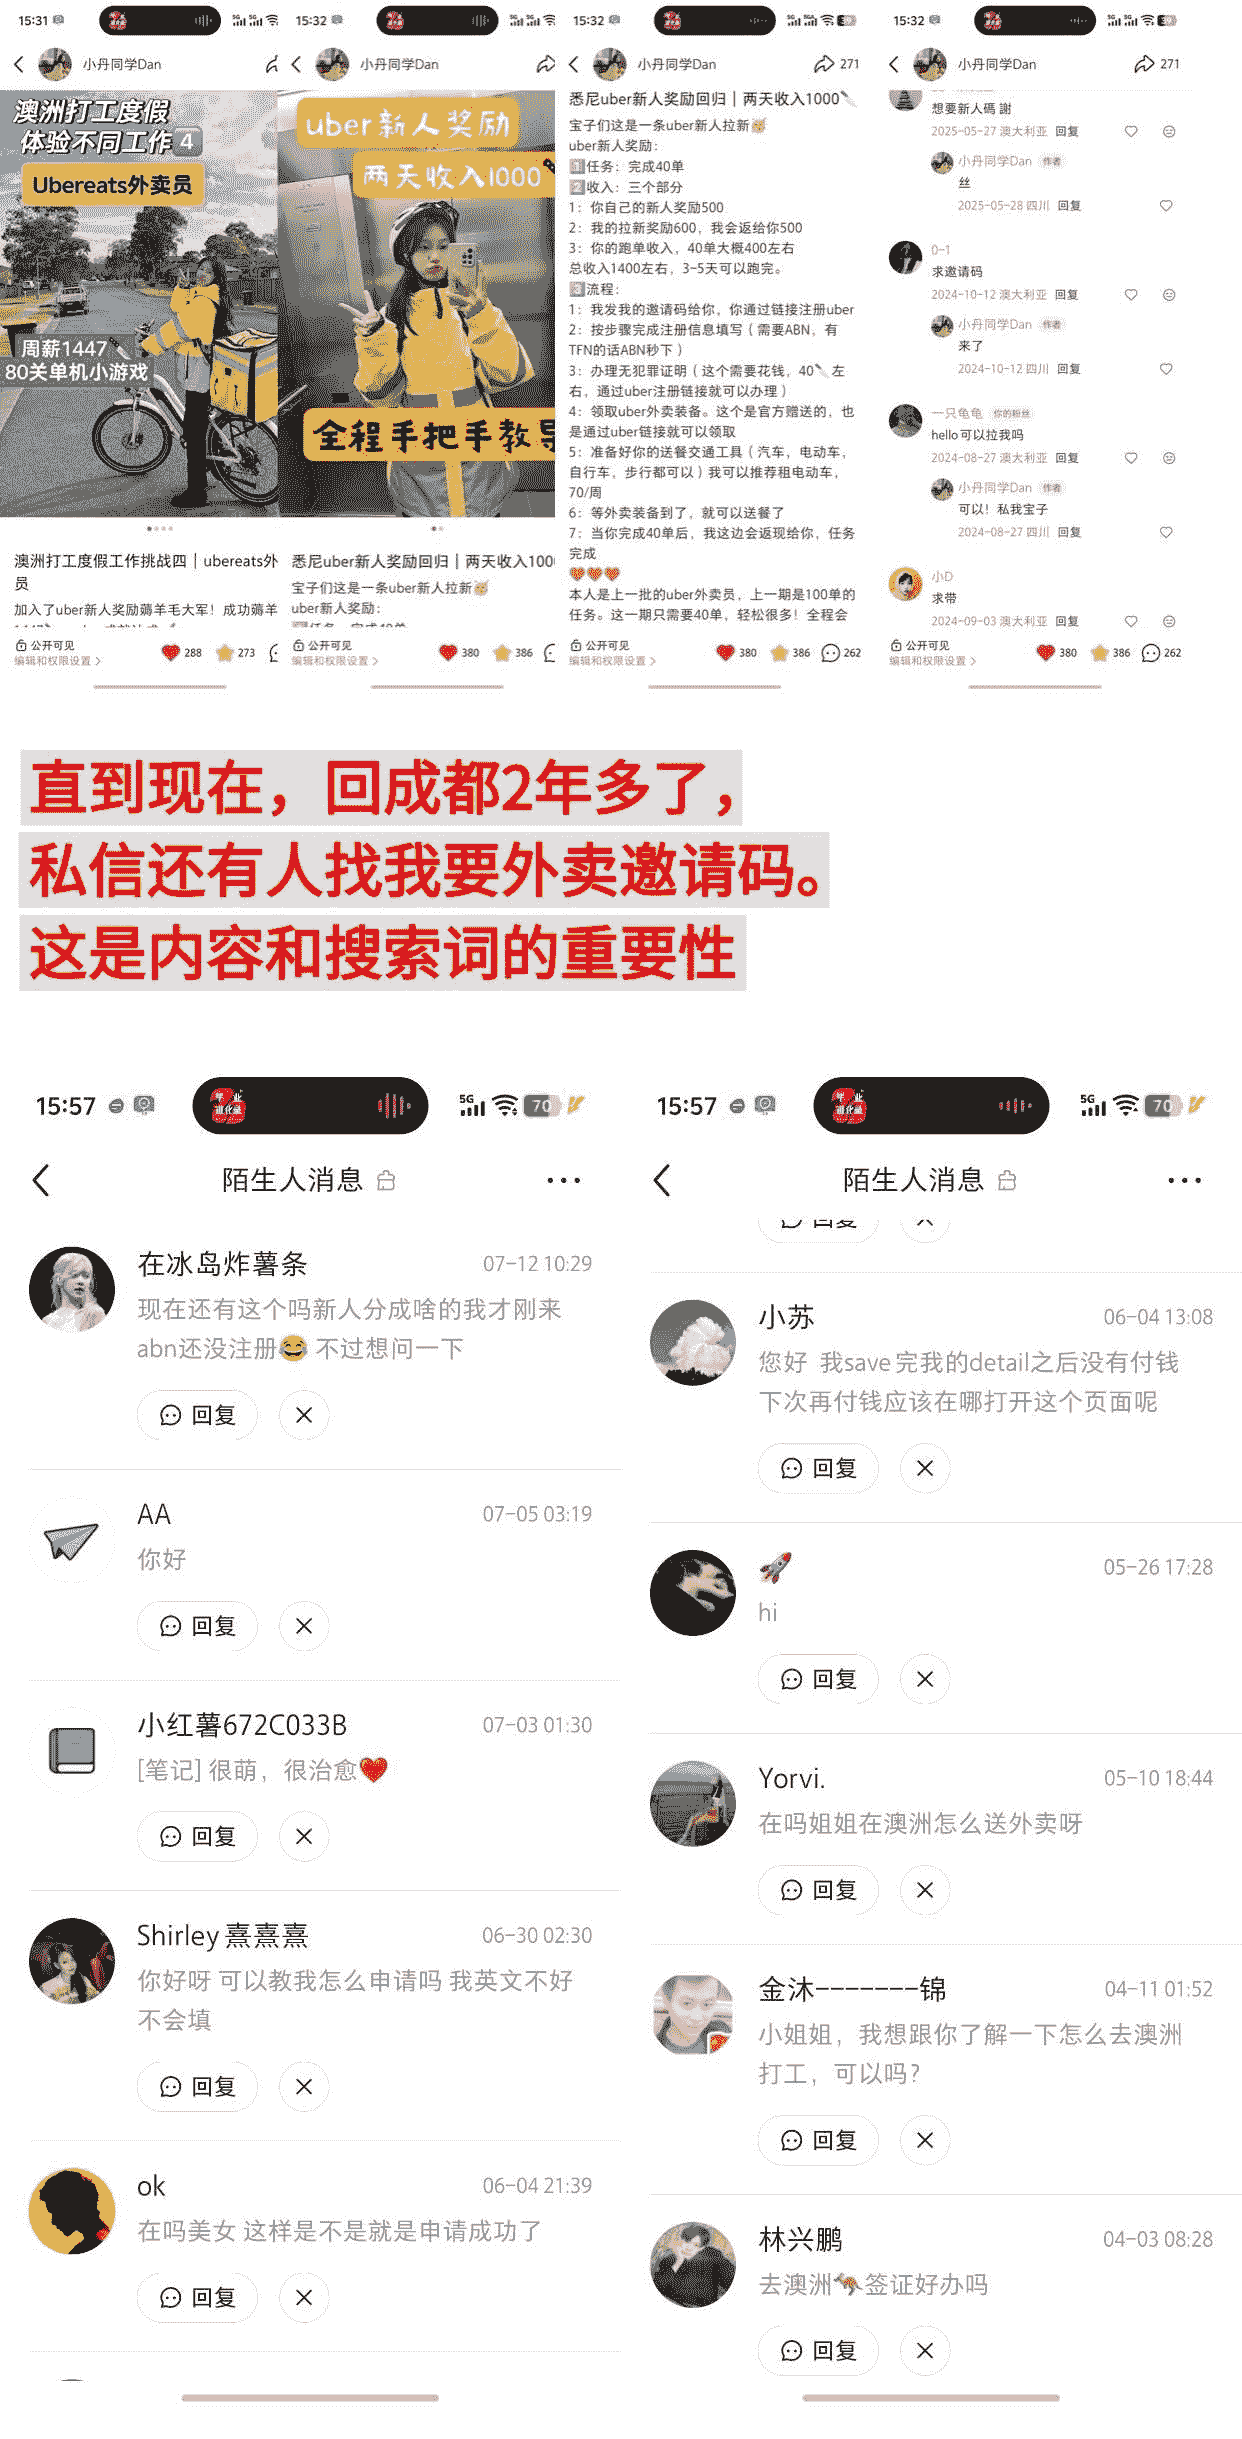 15:31
小丹同学Dan
澳洲打工度假
体验不同工作4
Ubereats外卖员
周薪1447
80关单机小游戏
澳洲打工度假工作挑战四｜ubereats外
员
加入了uber新人奖励薅羊毛大军！成功薅羊
公开可见
编辑和权限设置 >
288
273
15:32
小丹同学Dan
uber新人奖励
两天收入1000
全程手把手教导
悉尼uber新人奖励回归｜两天收入1000
宝子们这是一条uber新人拉新🥳
uber新人奖励：
1️⃣任务：完成40单
公开可见
编辑和权限设置 >
380
386
15:32
小丹同学Dan
271
悉尼uber新人奖励回归｜两天收入1000🔪
宝子们这是一条uber新人拉新🥳
uber新人奖励：
1️⃣任务：完成40单
2️⃣收入：三个部分
1：你自己的新人奖励500
2：我的拉新奖励600，我会返给你500
3：你的跑单收入，40单大概400左右
总收入1400左右，3-5天可以跑完。
3️⃣流程：
1：我发我的邀请码给你，你通过链接注册uber
2：按步骤完成注册信息填写（需要ABN，有
TFN的话ABN秒下）
3：办理无犯罪证明（这个需要花钱，40🔪左
右，通过uber注册链接就可以办理）
4：领取uber外卖装备。这个是官方赠送的，也
是通过uber链接就可以领取
5：准备好你的送餐交通工具（汽车，电动车，
自行车，步行都可以）我可以推荐租电动车，
70/周
6：等外卖装备到了，就可以送餐了
7：当你完成40单后，我这边会返现给你，任务
完成
💝💝💝
本人是上一批的uber外卖员，上一期是100单的
任务。这一期只需要40单，轻松很多！全程会
公开可见
编辑和权限设置 >
380
386
262
15:32
小丹同学Dan
271
想要新人碼 謝
2025-05-27 澳大利亚 回复
小丹同学Dan 作者
丝
2025-05-28 四川 回复
0-1
求邀请码
2024-10-12 澳大利亚 回复
小丹同学Dan 作者
来了
2024-10-12 四川 回复
一只龟龟 你的粉丝
hello可以拉我吗
2024-08-27 澳大利亚 回复
小丹同学Dan 作者
可以！私我宝子
2024-08-27 四川 回复
小D
求带
2024-09-03 澳大利亚 回复
公开可见
编辑和权限设置 >
380
386
262
直到现在，回成都2年多了，
私信还有人找我要外卖邀请码。
这是内容和搜索词的重要性
15:57
5G
70
陌生人消息
在冰岛炸薯条
07-12 10:29
现在还有这个吗新人分成啥的我才刚来
abn还没注册😂 不过想问一下
回复
AA
07-05 03:19
你好
回复
小红薯672C033B
07-03 01:30
[笔记] 很萌，很治愈❤️
回复
Shirley 熹熹熹
06-30 02:30
你好呀 可以教我怎么申请吗 我英文不好
不会填
回复
ok
06-04 21:39
在吗美女 这样是不是就是申请成功了
回复
15:57
5G
70
陌生人消息
回复
小苏
06-04 13:08
您好 我save完我的detail之后没有付钱
下次再付钱应该在哪打开这个页面呢
回复
🚀
05-26 17:28
hi
回复
Yorvi.
05-10 18:44
在吗姐姐在澳洲怎么送外卖呀
回复
金沐-------锦
04-11 01:52
小姐姐，我想跟你了解一下怎么去澳洲
打工，可以吗？
回复
林兴鹏
04-03 08:28
去澳洲🦘签证好办吗
回复